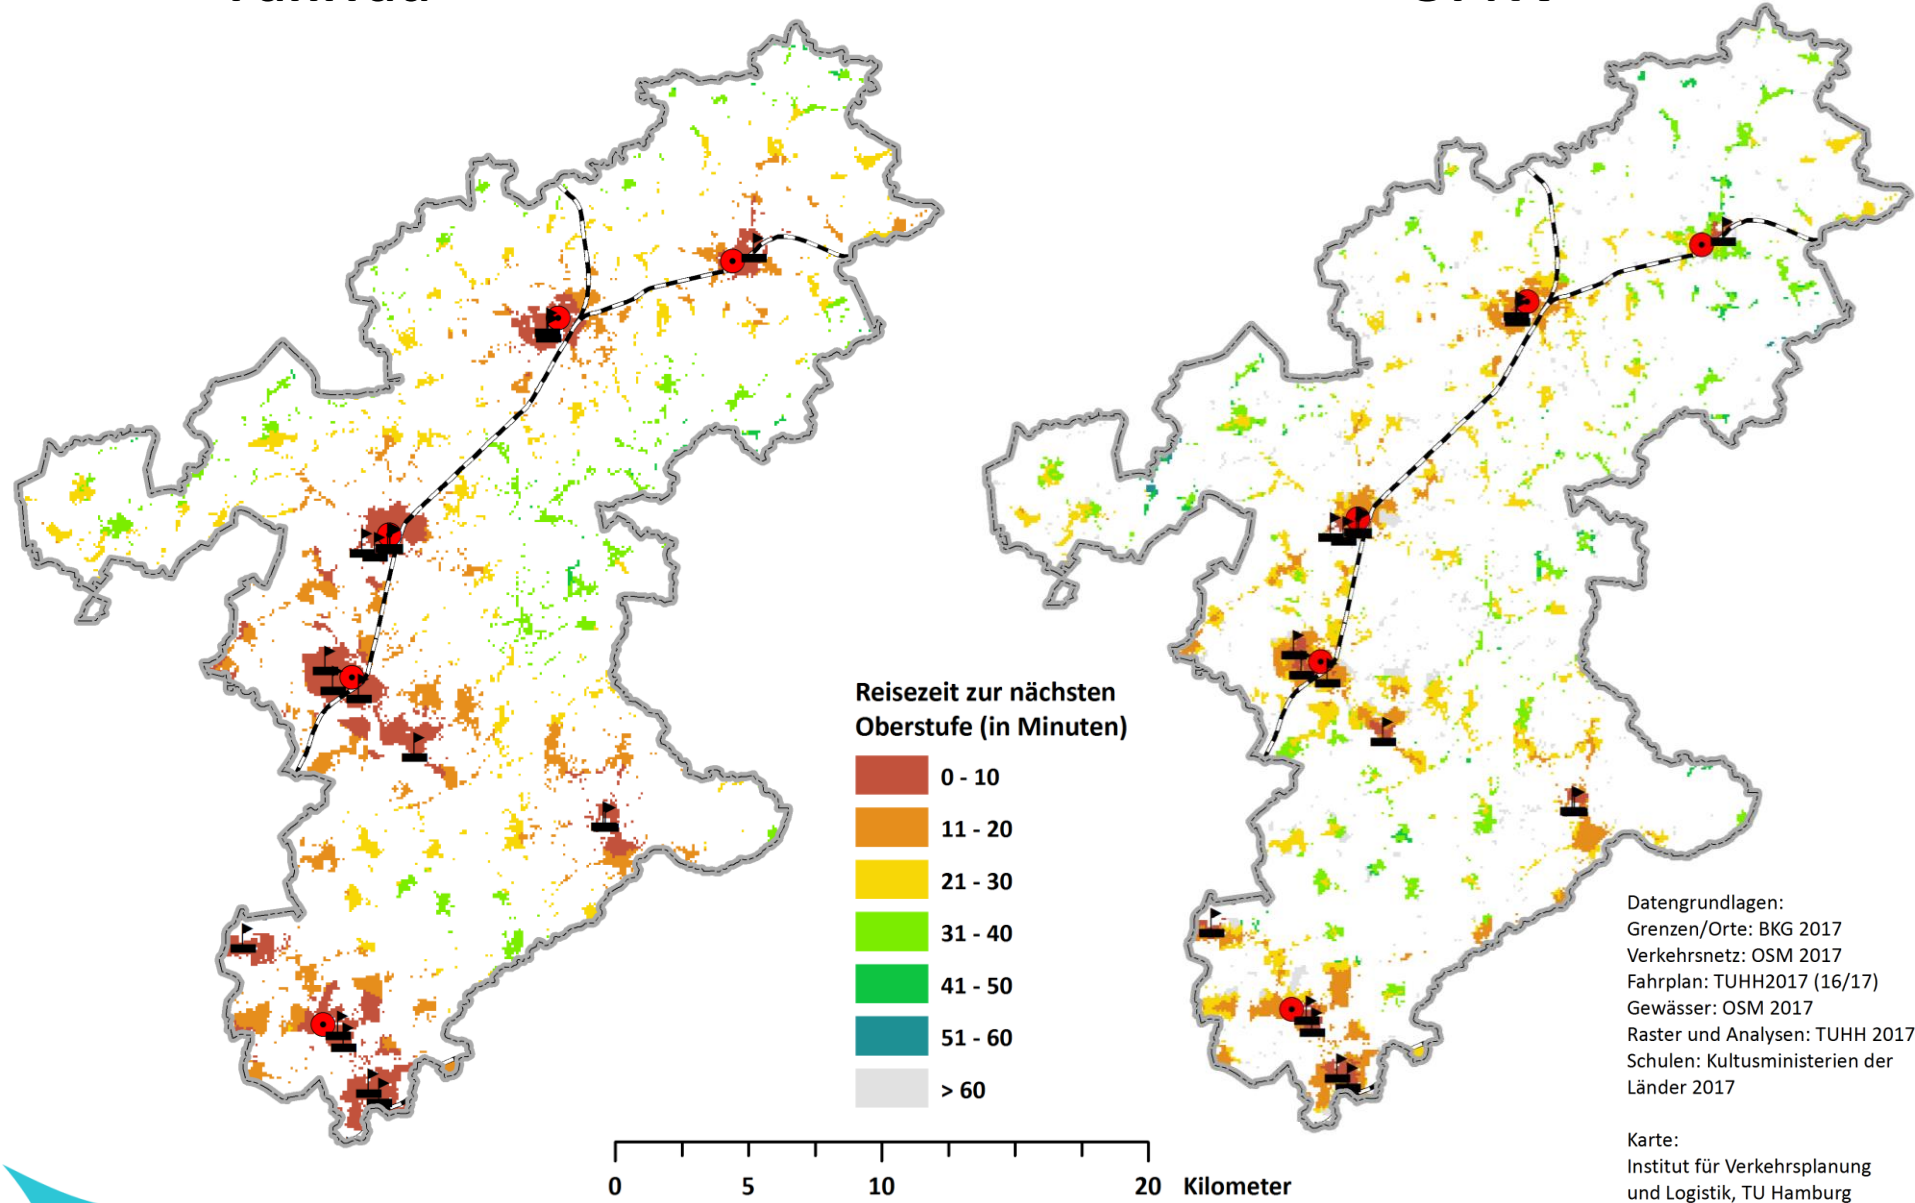 Reisezeit zur nächsten
Oberstufe (in Minuten)
0 - 10
11 - 20
21 - 30
31 - 40
41 - 50
51 - 60
> 60
0 5 10 20 Kilometer
Datengrundlagen:
Grenzen/Orte: BKG 2017
Verkehrsnetz: OSM 2017
Fahrplan: TUHH2017 (16/17)
Gewässer: OSM 2017
Raster und Analysen: TUHH 2017
Schulen: Kultusministerien der
Länder 2017
Karte:
Institut für Verkehrsplanung
und Logistik, TU Hamburg